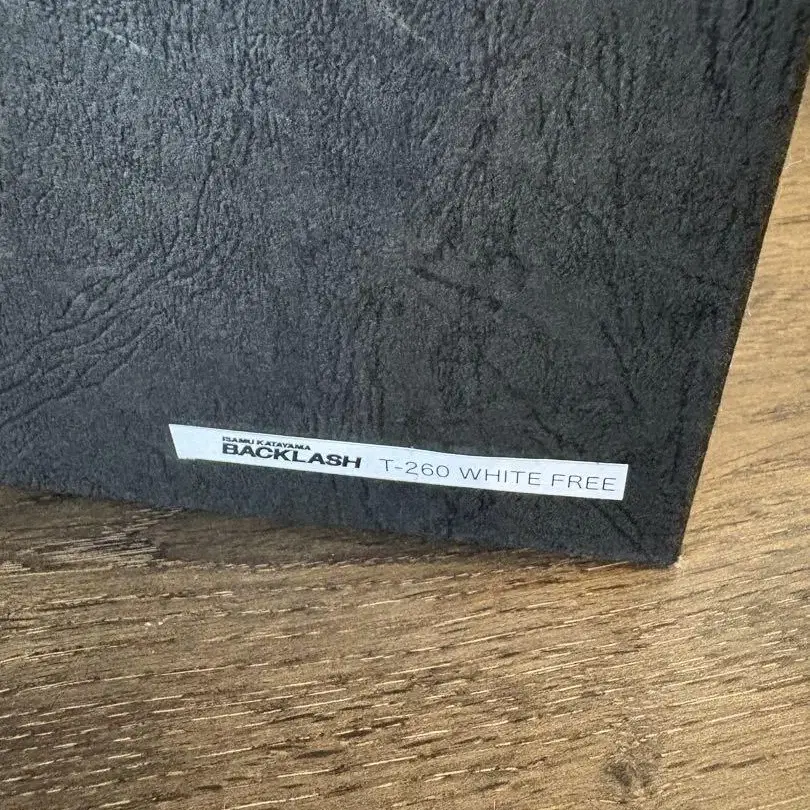 ISAMU KATAYAMA
BACKLASH T-260 WHITE FREE